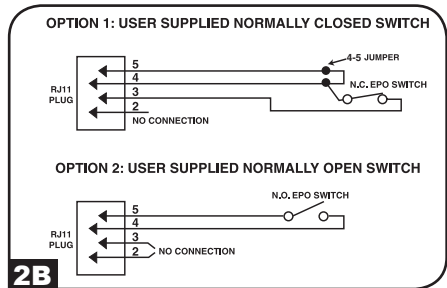 OPTION 1: USER SUPPLIED NORMALLY CLOSED SWITCH
4-5 JUMPER
5
4
N.C. EPO SWITCH
3
RJ11
PLUG
2
NO CONNECTION
OPTION 2: USER SUPPLIED NORMALLY OPEN SWITCH
N.O. EPO SWITCH
5
4
3
RJ11
PLUG
NO CONNECTION
2
2B